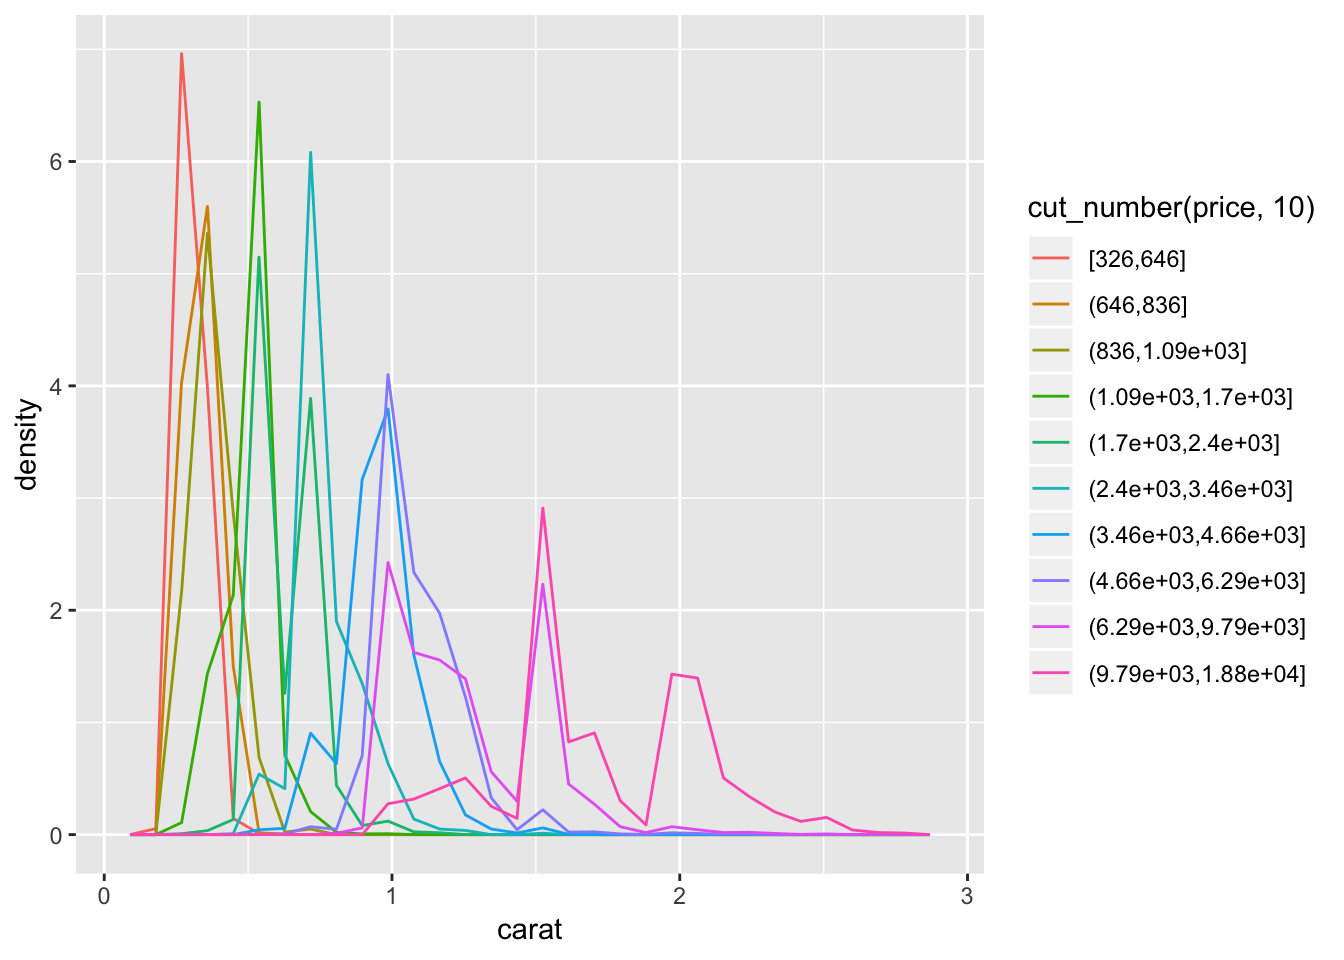 6
4
2
0
0
1
2
3
carat
density
cut_number(price, 10)
[326,646]
(646,836]
(836,1.09e+03]
(1.09e+03,1.7e+03]
(1.7e+03,2.4e+03]
(2.4e+03,3.46e+03]
(3.46e+03,4.66e+03]
(4.66e+03,6.29e+03]
(6.29e+03,9.79e+03]
(9.79e+03,1.88e+04]